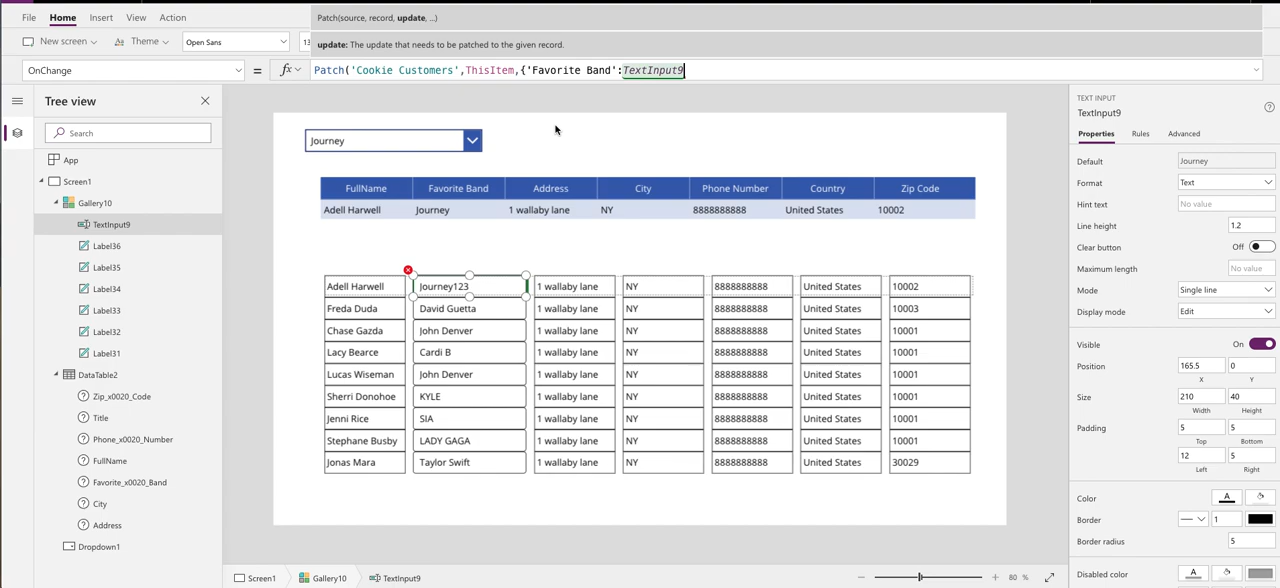 File Home Insert View Action
Patch(source, record, update, ...)
New screen Theme Open Sans 13
update: The update that needs to be patched to the given record.
OnChange = fx Patch('Cookie Customers',ThisItem,{'Favorite Band':TextInput9
Tree view
Search
App
Screen1
Gallery10
TextInput9
Label36
Label35
Label34
Label33
Label32
Label31
DataTable2
Zip_x0020_Code
Title
Phone_x0020_Number
FullName
Favorite_x0020_Band
City
Address
Dropdown1
Journey
FullName Favorite Band Address City Phone Number Country Zip Code
Adell Harwell Journey 1 wallaby lane NY 8888888888 United States 10002
Adell Harwell Journey123 1 wallaby lane NY 8888888888 United States 10002
Freda Duda David Guetta 1 wallaby lane NY 8888888888 United States 10003
Chase Gazda John Denver 1 wallaby lane NY 8888888888 United States 10001
Lacy Bearce Cardi B 1 wallaby lane NY 8888888888 United States 10001
Lucas Wiseman John Denver 1 wallaby lane NY 8888888888 United States 10001
Sherri Donohoe KYLE 1 wallaby lane NY 8888888888 United States 10001
Jenni Rice SIA 1 wallaby lane NY 8888888888 United States 10001
Stephane Busby LADY GAGA 1 wallaby lane NY 8888888888 United States 10001
Jonas Mara Taylor Swift 1 wallaby lane NY 8888888888 United States 30029
Screen1 Gallery10 TextInput9 80 %
TEXT INPUT
TextInput9
Properties Rules Advanced
Default Journey
Format Text
Hint text No value
Line height 1.2
Clear button Off
Maximum length No value
Mode Single line
Display mode Edit
Visible On
Position 165.5 0
X Y
Size 210 40
Width Height
Padding 5 5
Top Bottom
12 5
Left Right
Color A
Border 1
Border radius 5
Disabled color A